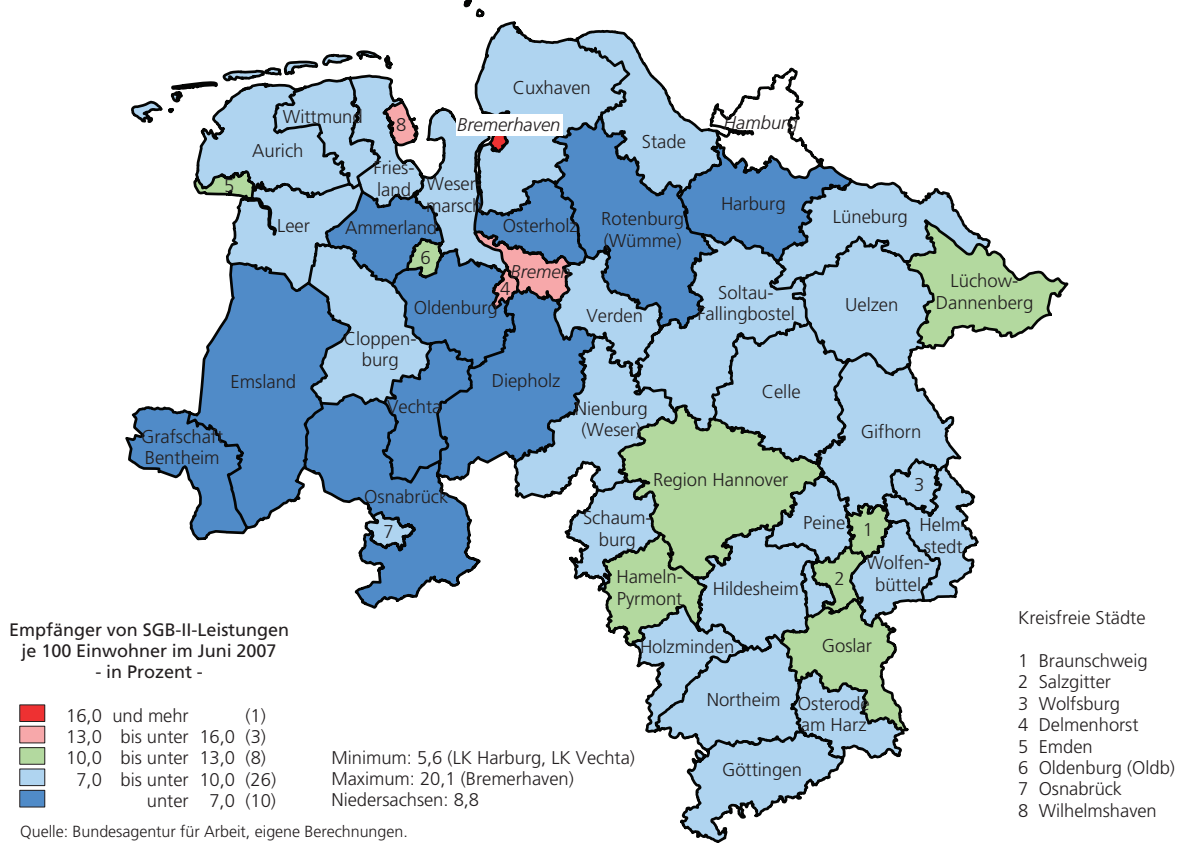 Cuxhaven
Hamburg
Wittmund
8
Bremerhaven
Stade
Aurich
Fries-
land
Weser
marsch
5
Harburg
Lüneburg
Leer
Ammerland
Osterholz
Rotenburg
(Wümme)
6
Bremen
4
Lüchow-
Dannenberg
Oldenburg
Verden
Soltau-
Fallingbostel
Uelzen
Cloppen-
burg
Emsland
Diepholz
Celle
Vechta
Nienburg
(Weser)
Gifhorn
Grafschaft
Bentheim
Region Hannover
3
Osnabrück
7
Schaum-
burg
Peine
1
Helm
stedt
Hameln-
Pyrmont
Hildesheim
2
Wolfen-
büttel
Holzminden
Goslar
Northeim
Osterode
am Harz
Göttingen
Empfänger von SGB-II-Leistungen
je 100 Einwohner im Juni 2007
- in Prozent -
16,0 und mehr (1)
13,0 bis unter 16,0 (3)
10,0 bis unter 13,0 (8)
7,0 bis unter 10,0 (26)
unter 7,0 (10)
Minimum: 5,6 (LK Harburg, LK Vechta)
Maximum: 20,1 (Bremerhaven)
Niedersachsen: 8,8
Quelle: Bundesagentur für Arbeit, eigene Berechnungen.
Kreisfreie Städte
1 Braunschweig
2 Salzgitter
3 Wolfsburg
4 Delmenhorst
5 Emden
6 Oldenburg (Oldb)
7 Osnabrück
8 Wilhelmshaven